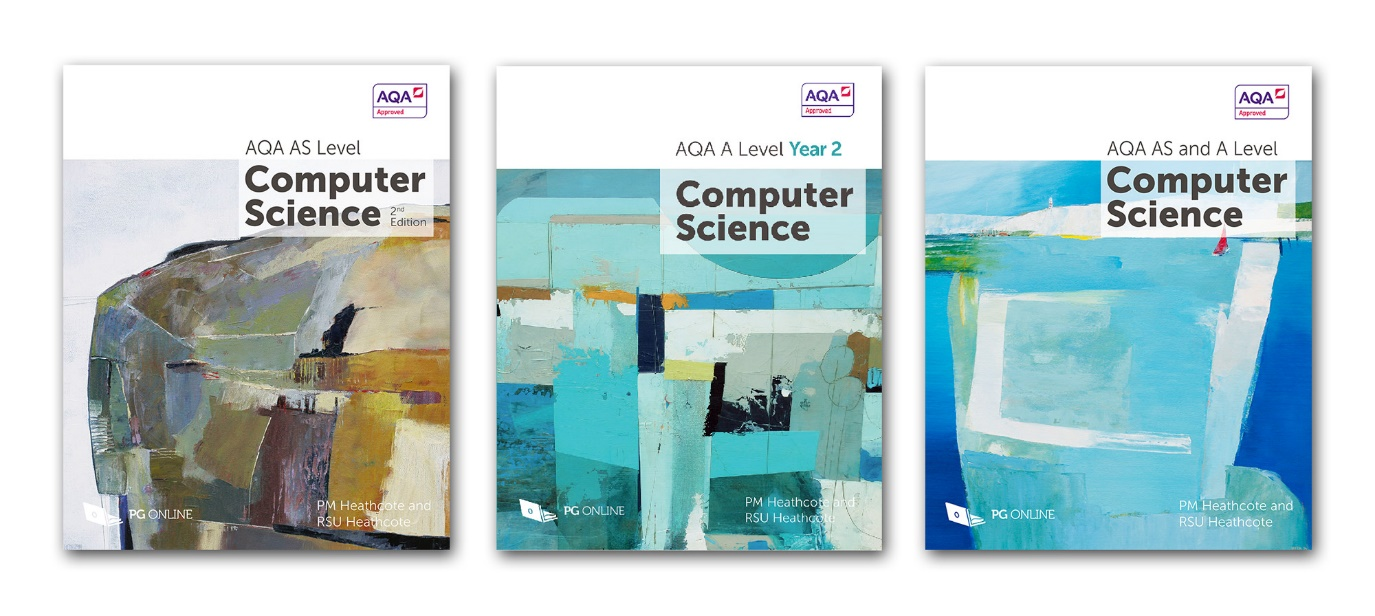 AQA
Approved
AQA AS Level
Computer
Science 2nd
Edition
PG ONLINE
PM Heathcote and
RSU Heathcote
AQA
Approved
AQA A Level Year 2
Computer
Science
PG ONLINE
PM Heathcote and
RSU Heathcote
AQA
Approved
AQA AS and A Level
Computer
Science
PG ONLINE
PM Heathcote and
RSU Heathcote